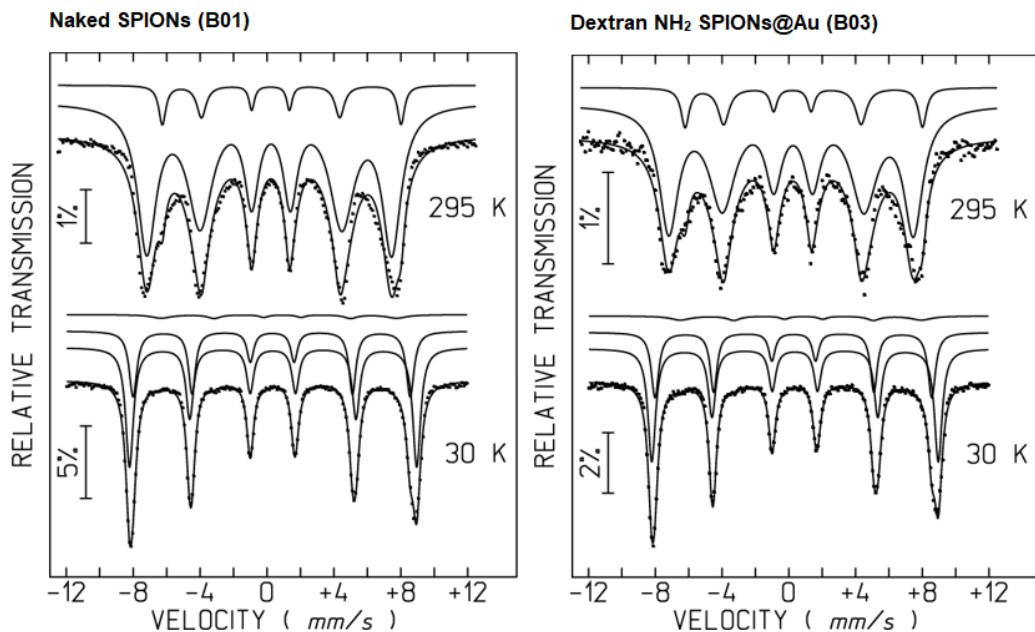 Naked SPIONs (B01)
RELATIVE TRANSMISSION
1%
295 K
5%
30 K
-12 -8 -4 0 +4 +8 +12
VELOCITY ( mm/s )
Dextran NH₂ SPIONs@Au (B03)
RELATIVE TRANSMISSION
1%
295 K
2%
30 K
-12 -8 -4 0 +4 +8 +12
VELOCITY ( mm/s )